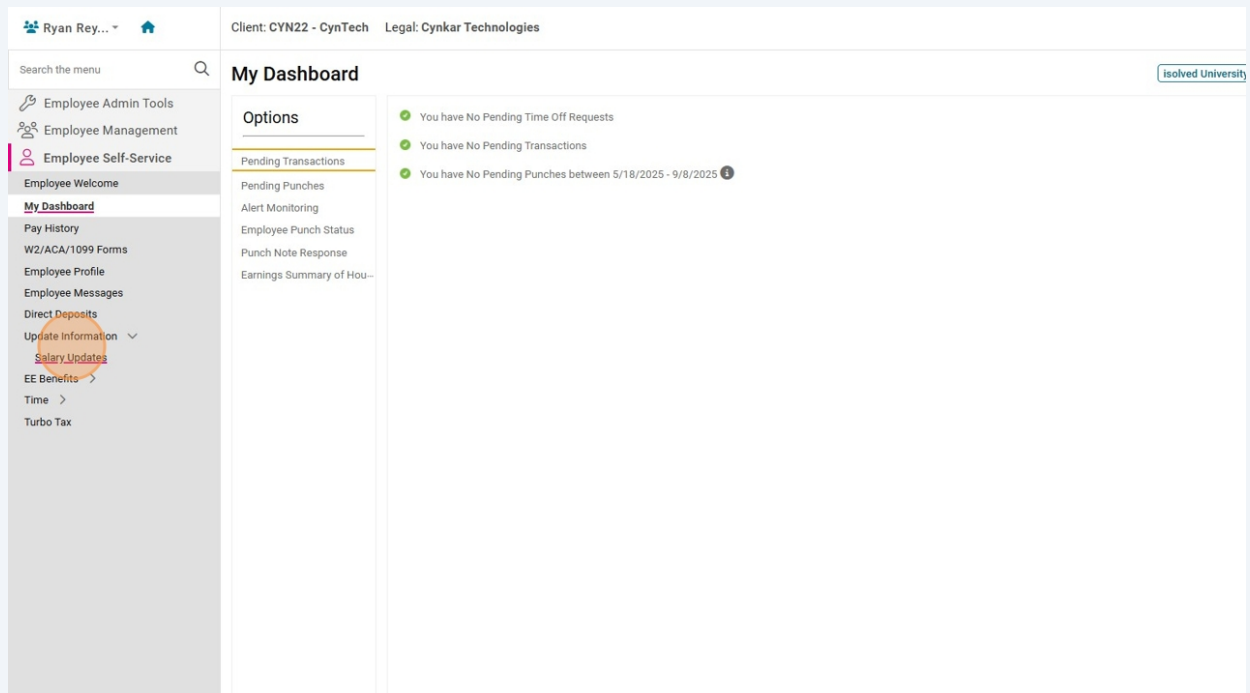 Ryan Rey...
Client: CYN22 - CynTech Legal: Cynkar Technologies
Search the menu
Employee Admin Tools
Employee Management
Employee Self-Service
Employee Welcome
My Dashboard
Pay History
W2/ACA/1099 Forms
Employee Profile
Employee Messages
Direct Deposits
Update Information
Salary Updates
EE Benefits
Time
Turbo Tax
My Dashboard
isolved University
Options
Pending Transactions
Pending Punches
Alert Monitoring
Employee Punch Status
Punch Note Response
Earnings Summary of Hou...
You have No Pending Time Off Requests
You have No Pending Transactions
You have No Pending Punches between 5/18/2025 - 9/8/2025